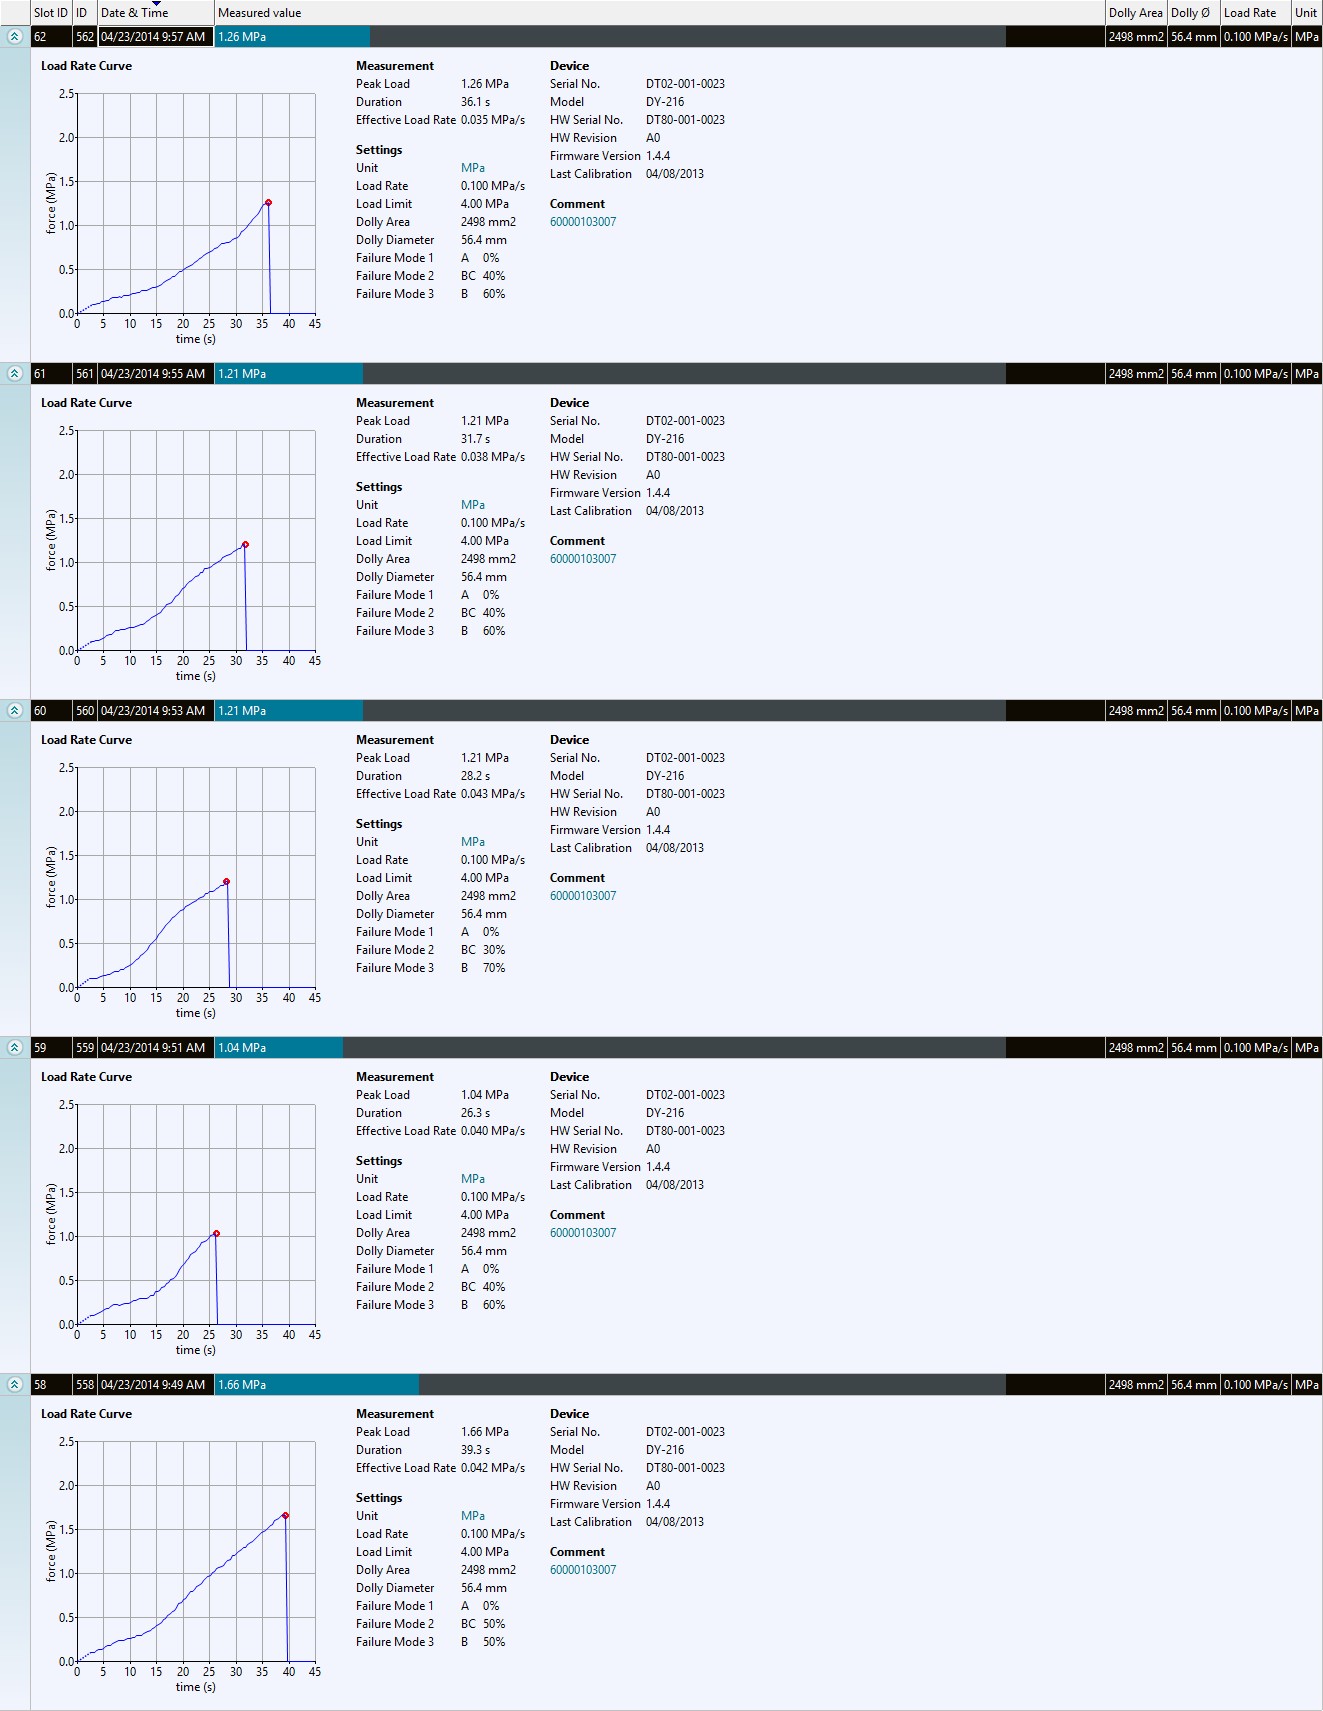 Slot ID ID Date & Time Measured value Dolly Area Dolly Ø Load Rate Unit
62 562 04/23/2014 9:57 AM 1.26 MPa 2498 mm2 56.4 mm 0.100 MPa/s MPa
Load Rate Curve
2.5
2.0
1.5
1.0
0.5
0.0
force (MPa)
0 5 10 15 20 25 30 35 40 45
time (s)
Measurement
Peak Load 1.26 MPa
Duration 36.1 s
Effective Load Rate 0.035 MPa/s
Settings
Unit MPa
Load Rate 0.100 MPa/s
Load Limit 4.00 MPa
Dolly Area 2498 mm2
Dolly Diameter 56.4 mm
Failure Mode 1 A 0%
Failure Mode 2 BC 40%
Failure Mode 3 B 60%
Device
Serial No. DT02-001-0023
Model DY-216
HW Serial No. DT80-001-0023
HW Revision A0
Firmware Version 1.4.4
Last Calibration 04/08/2013
Comment
60000103007
61 561 04/23/2014 9:55 AM 1.21 MPa 2498 mm2 56.4 mm 0.100 MPa/s MPa
Load Rate Curve
2.5
2.0
1.5
1.0
0.5
0.0
force (MPa)
0 5 10 15 20 25 30 35 40 45
time (s)
Measurement
Peak Load 1.21 MPa
Duration 31.7 s
Effective Load Rate 0.038 MPa/s
Settings
Unit MPa
Load Rate 0.100 MPa/s
Load Limit 4.00 MPa
Dolly Area 2498 mm2
Dolly Diameter 56.4 mm
Failure Mode 1 A 0%
Failure Mode 2 BC 40%
Failure Mode 3 B 60%
Device
Serial No. DT02-001-0023
Model DY-216
HW Serial No. DT80-001-0023
HW Revision A0
Firmware Version 1.4.4
Last Calibration 04/08/2013
Comment
60000103007
60 560 04/23/2014 9:53 AM 1.21 MPa 2498 mm2 56.4 mm 0.100 MPa/s MPa
Load Rate Curve
2.5
2.0
1.5
1.0
0.5
0.0
force (MPa)
0 5 10 15 20 25 30 35 40 45
time (s)
Measurement
Peak Load 1.21 MPa
Duration 28.2 s
Effective Load Rate 0.043 MPa/s
Settings
Unit MPa
Load Rate 0.100 MPa/s
Load Limit 4.00 MPa
Dolly Area 2498 mm2
Dolly Diameter 56.4 mm
Failure Mode 1 A 0%
Failure Mode 2 BC 30%
Failure Mode 3 B 70%
Device
Serial No. DT02-001-0023
Model DY-216
HW Serial No. DT80-001-0023
HW Revision A0
Firmware Version 1.4.4
Last Calibration 04/08/2013
Comment
60000103007
59 559 04/23/2014 9:51 AM 1.04 MPa 2498 mm2 56.4 mm 0.100 MPa/s MPa
Load Rate Curve
2.5
2.0
1.5
1.0
0.5
0.0
force (MPa)
0 5 10 15 20 25 30 35 40 45
time (s)
Measurement
Peak Load 1.04 MPa
Duration 26.3 s
Effective Load Rate 0.040 MPa/s
Settings
Unit MPa
Load Rate 0.100 MPa/s
Load Limit 4.00 MPa
Dolly Area 2498 mm2
Dolly Diameter 56.4 mm
Failure Mode 1 A 0%
Failure Mode 2 BC 40%
Failure Mode 3 B 60%
Device
Serial No. DT02-001-0023
Model DY-216
HW Serial No. DT80-001-0023
HW Revision A0
Firmware Version 1.4.4
Last Calibration 04/08/2013
Comment
60000103007
58 558 04/23/2014 9:49 AM 1.66 MPa 2498 mm2 56.4 mm 0.100 MPa/s MPa
Load Rate Curve
2.5
2.0
1.5
1.0
0.5
0.0
force (MPa)
0 5 10 15 20 25 30 35 40 45
time (s)
Measurement
Peak Load 1.66 MPa
Duration 39.3 s
Effective Load Rate 0.042 MPa/s
Settings
Unit MPa
Load Rate 0.100 MPa/s
Load Limit 4.00 MPa
Dolly Area 2498 mm2
Dolly Diameter 56.4 mm
Failure Mode 1 A 0%
Failure Mode 2 BC 50%
Failure Mode 3 B 50%
Device
Serial No. DT02-001-0023
Model DY-216
HW Serial No. DT80-001-0023
HW Revision A0
Firmware Version 1.4.4
Last Calibration 04/08/2013
Comment
60000103007